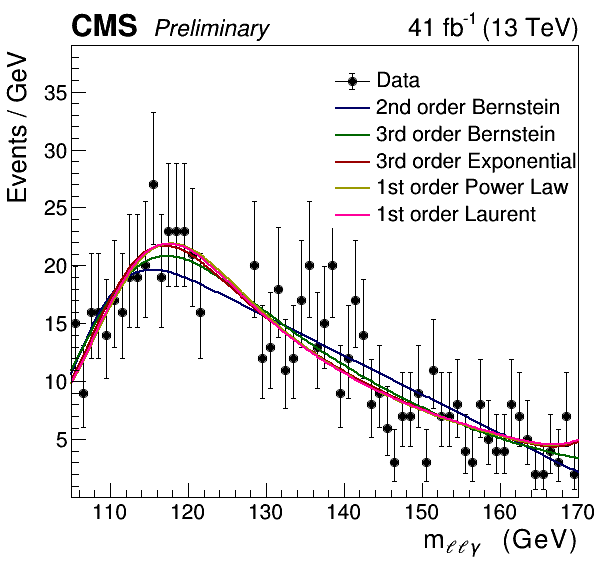 CMS Preliminary 41 fb⁻¹ (13 TeV)
Events / GeV
35
30
25
20
15
10
5
Data
2nd order Bernstein
3rd order Bernstein
3rd order Exponential
1st order Power Law
1st order Laurent
110 120 130 140 150 160 170
m_{ℓℓγ} (GeV)